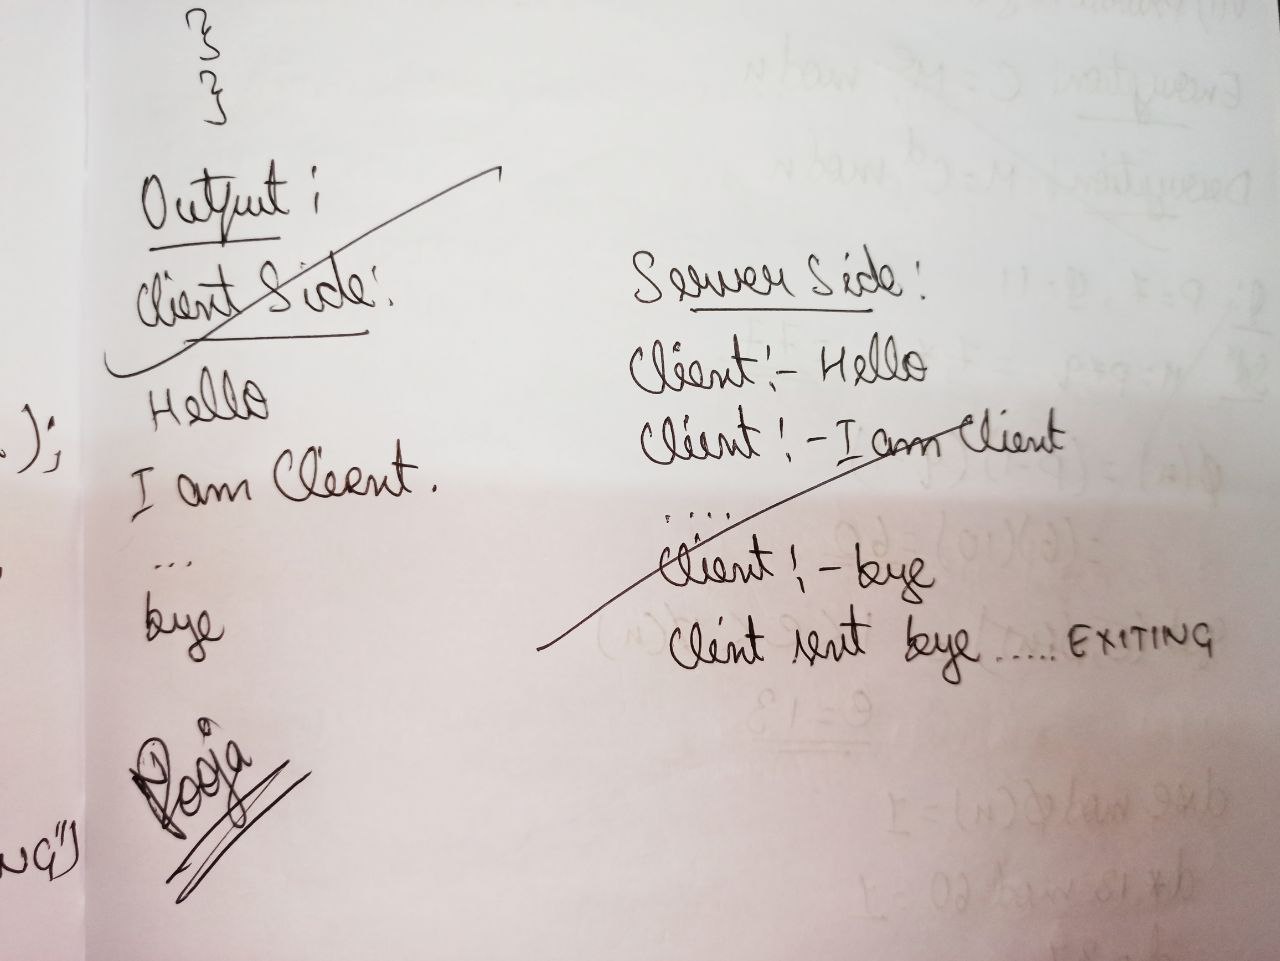 }
}
Output:
Client Side:
Hello
I am Client.
...
bye
Pooja
Server Side:
Client:- Hello
Client:- I am Client
....
Client:- bye
Client sent bye ..... EXITING
);
NG")